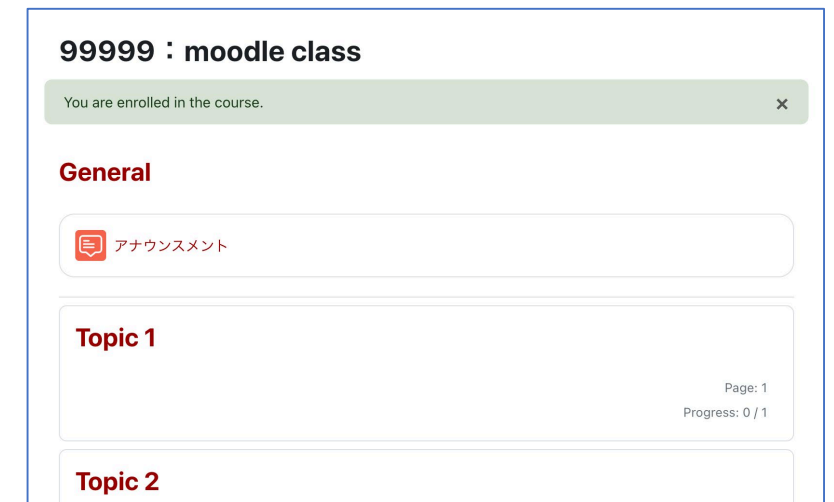 99999：moodle class
You are enrolled in the course.
×
General
アナウンスメント
Topic 1
Page: 1
Progress: 0 / 1
Topic 2